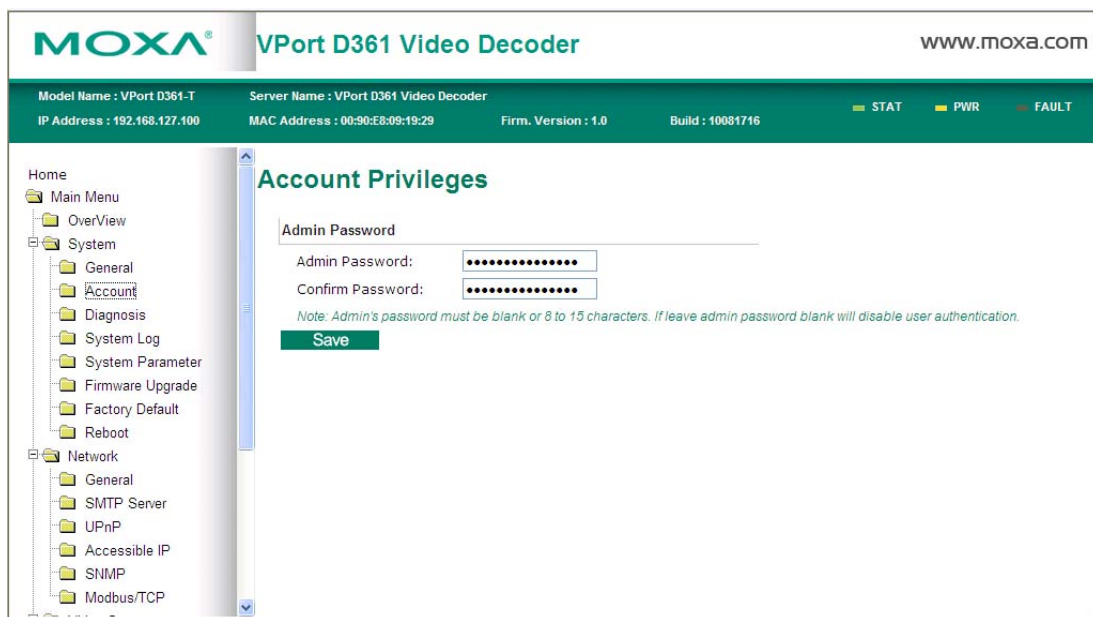 MOXA®
VPort D361 Video Decoder
www.moxa.com
Model Name : VPort D361-T
Server Name : VPort D361 Video Decoder
IP Address : 192.168.127.100
MAC Address : 00:90:E8:09:19:29
Firm. Version : 1.0
Build : 10081716
STAT
PWR
FAULT
Home
Main Menu
OverView
System
General
Account
Diagnosis
System Log
System Parameter
Firmware Upgrade
Factory Default
Reboot
Network
General
SMTP Server
UPnP
Accessible IP
SNMP
Modbus/TCP
Account Privileges
Admin Password
Admin Password: •••••••••••••••
Confirm Password: •••••••••••••••
Note: Admin's password must be blank or 8 to 15 characters. If leave admin password blank will disable user authentication.
Save